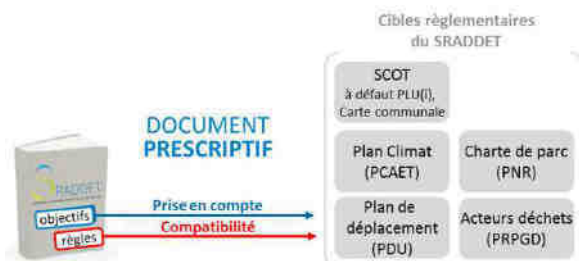 Cibles règlementaires
du SRADDET
SCOT
à défaut PLU(i),
Carte communale
DOCUMENT
PRESCRIPTIF
Plan Climat
(PCAET)
Charte de parc
(PNR)
SRADDET
objectifs
règles
Prise en compte
Compatibilité
Plan de
déplacement
(PDU)
Acteurs déchets
(PRPGD)